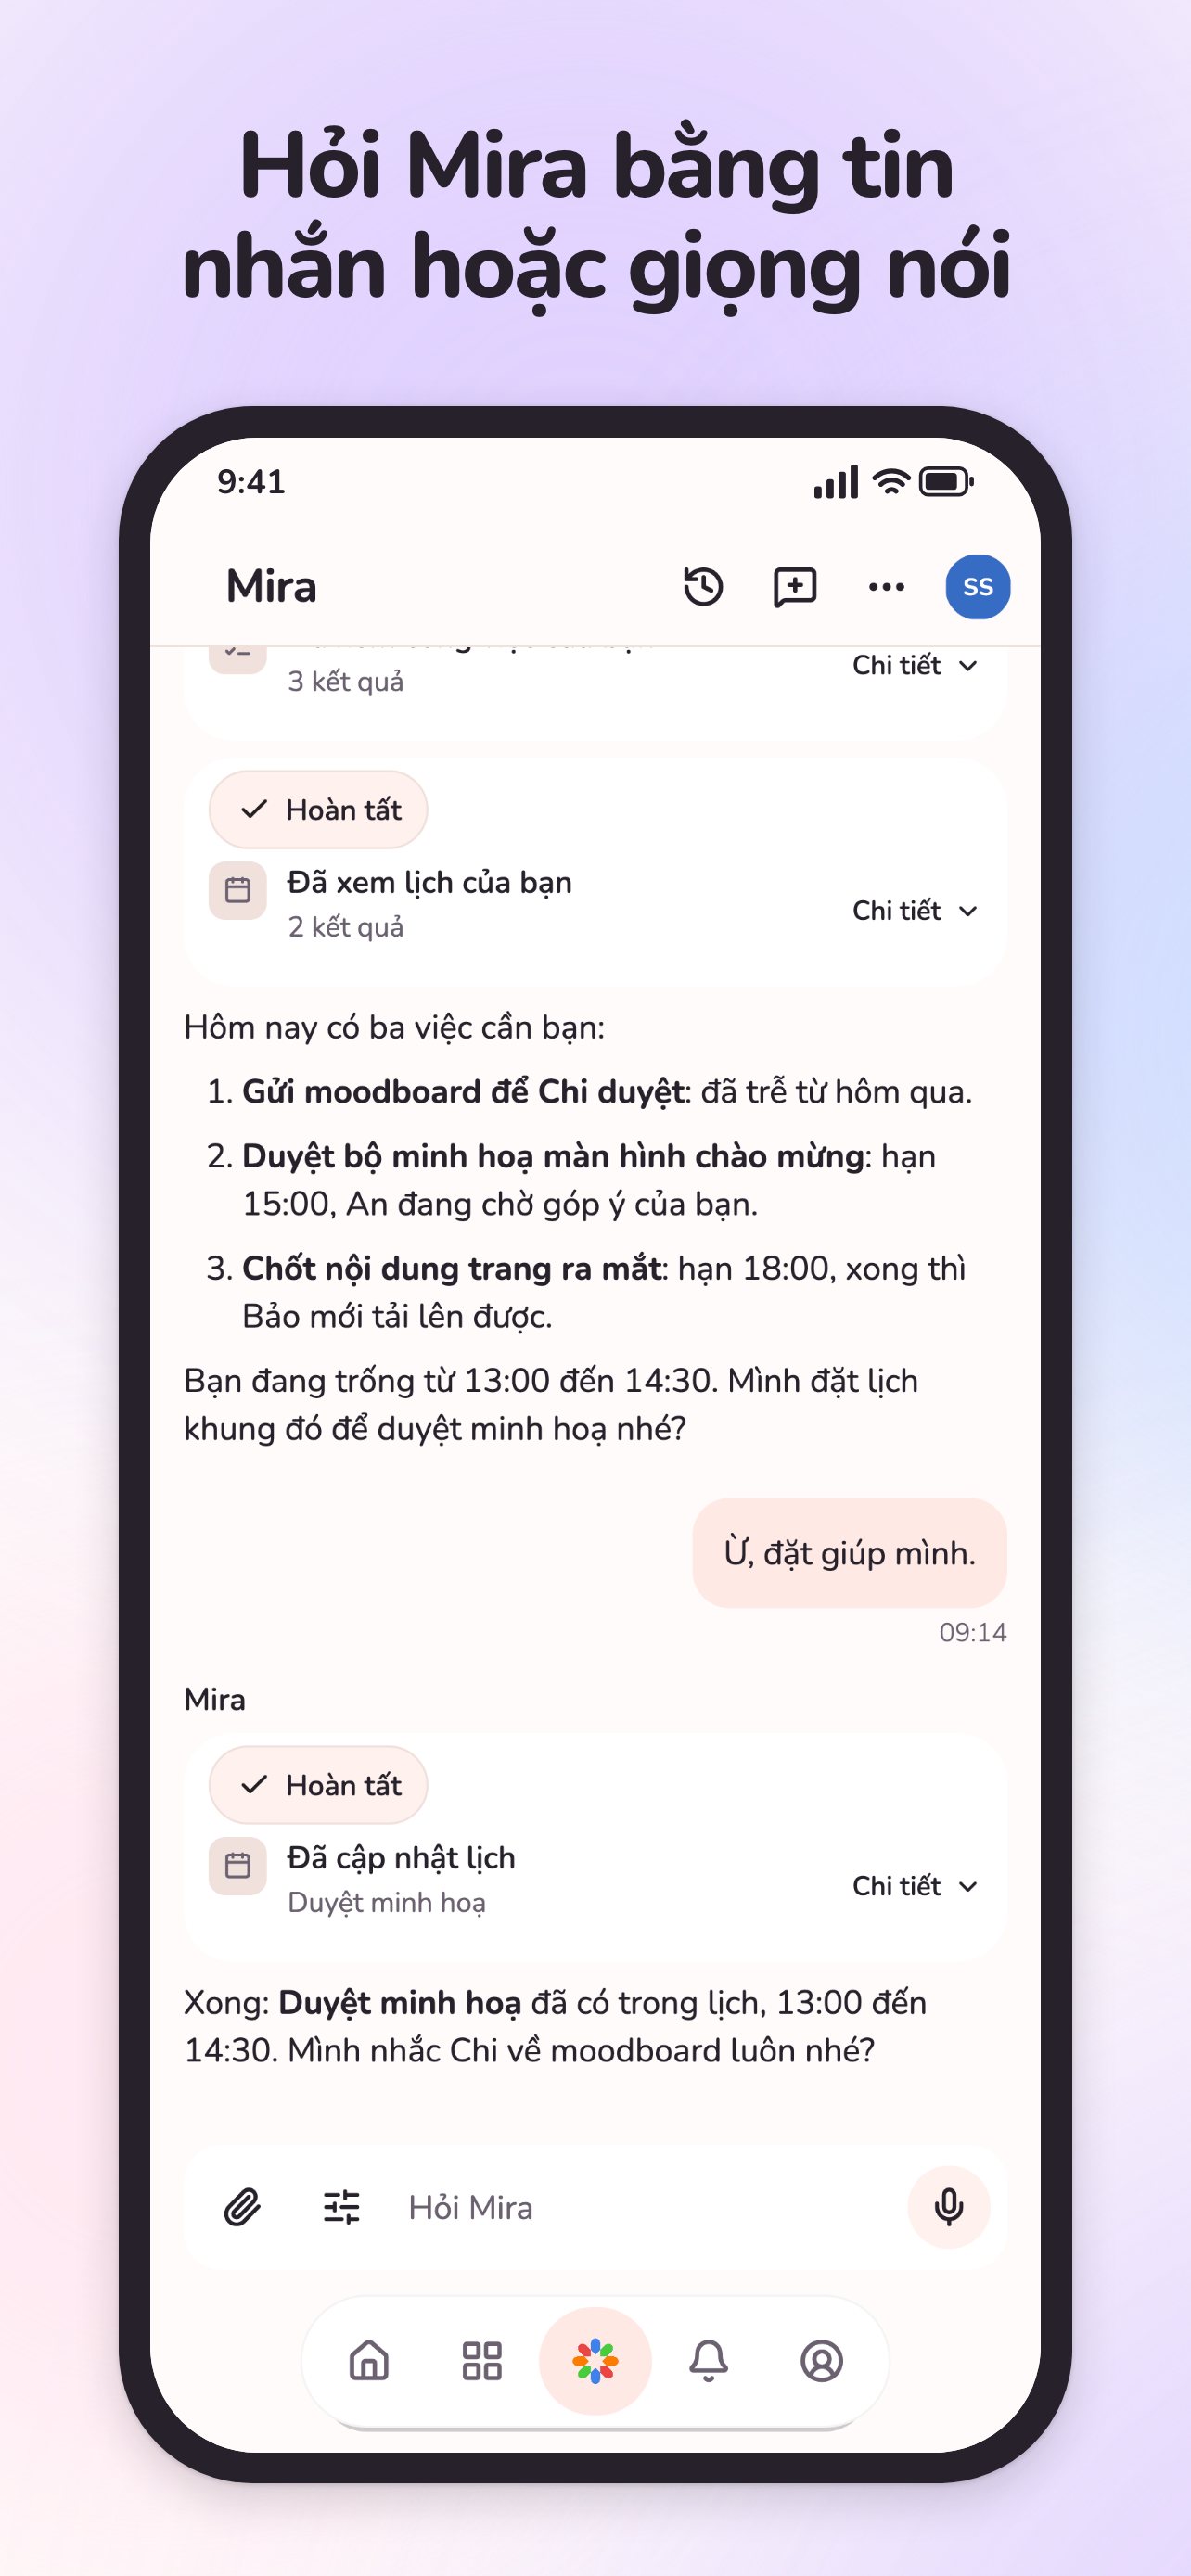 Hỏi Mira bằng tin
nhắn hoặc giọng nói
9:41
Mira
SS
3 kết quả
Chi tiết
Hoàn tất
Đã xem lịch của bạn
2 kết quả
Chi tiết
Hôm nay có ba việc cần bạn:
1. Gửi moodboard để Chi duyệt: đã trễ từ hôm qua.
2. Duyệt bộ minh hoạ màn hình chào mừng: hạn
15:00, An đang chờ góp ý của bạn.
3. Chốt nội dung trang ra mắt: hạn 18:00, xong thì
Bảo mới tải lên được.
Bạn đang trống từ 13:00 đến 14:30. Mình đặt lịch
khung đó để duyệt minh hoạ nhé?
Ừ, đặt giúp mình.
09:14
Mira
Hoàn tất
Đã cập nhật lịch
Duyệt minh hoạ
Chi tiết
Xong: Duyệt minh hoạ đã có trong lịch, 13:00 đến
14:30. Mình nhắc Chi về moodboard luôn nhé?
Hỏi Mira